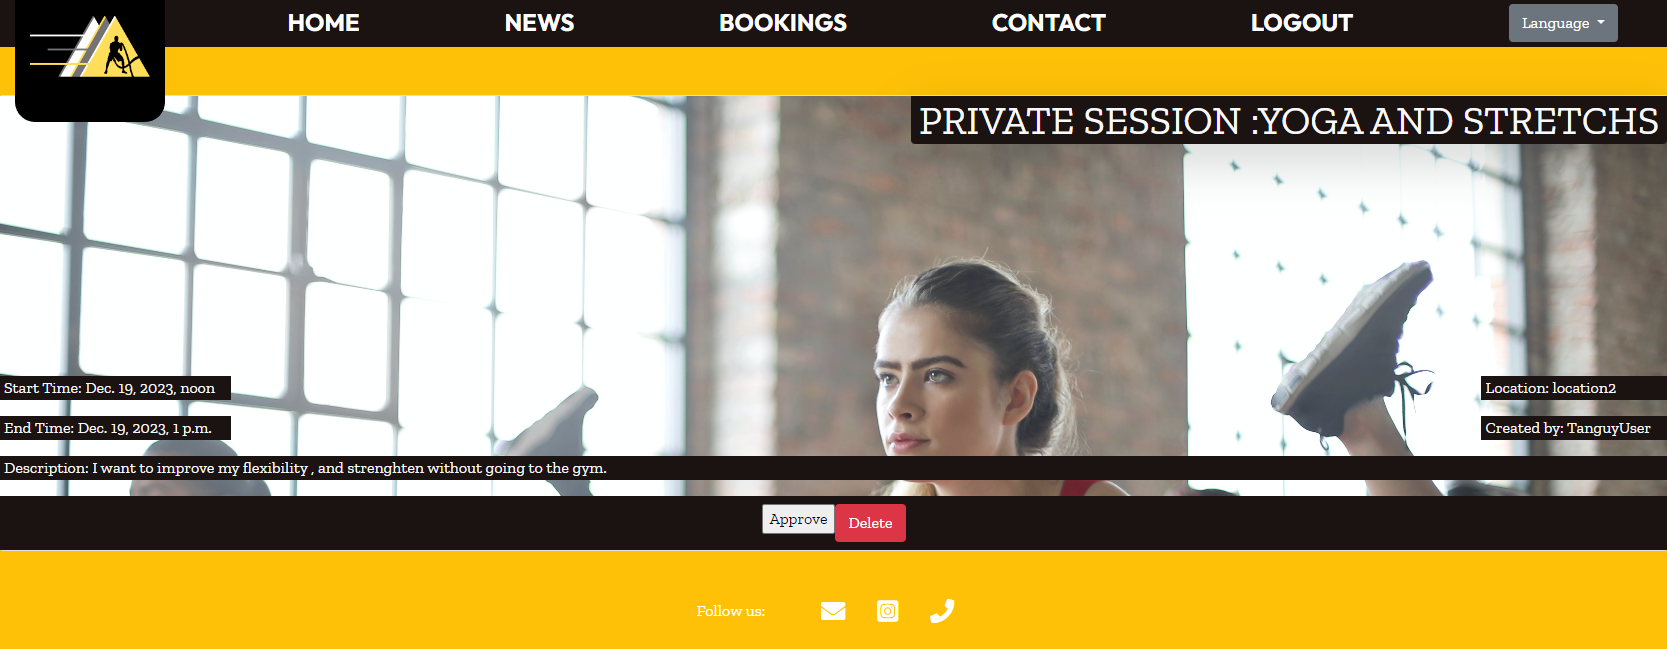 HOME NEWS BOOKINGS CONTACT LOGOUT Language
PRIVATE SESSION :YOGA AND STRETCHS
Start Time: Dec. 19, 2023, noon
Location: location2
End Time: Dec. 19, 2023, 1 p.m.
Created by: TanguyUser
Description: I want to improve my flexibility , and strenghten without going to the gym.
Approve Delete
Follow us: